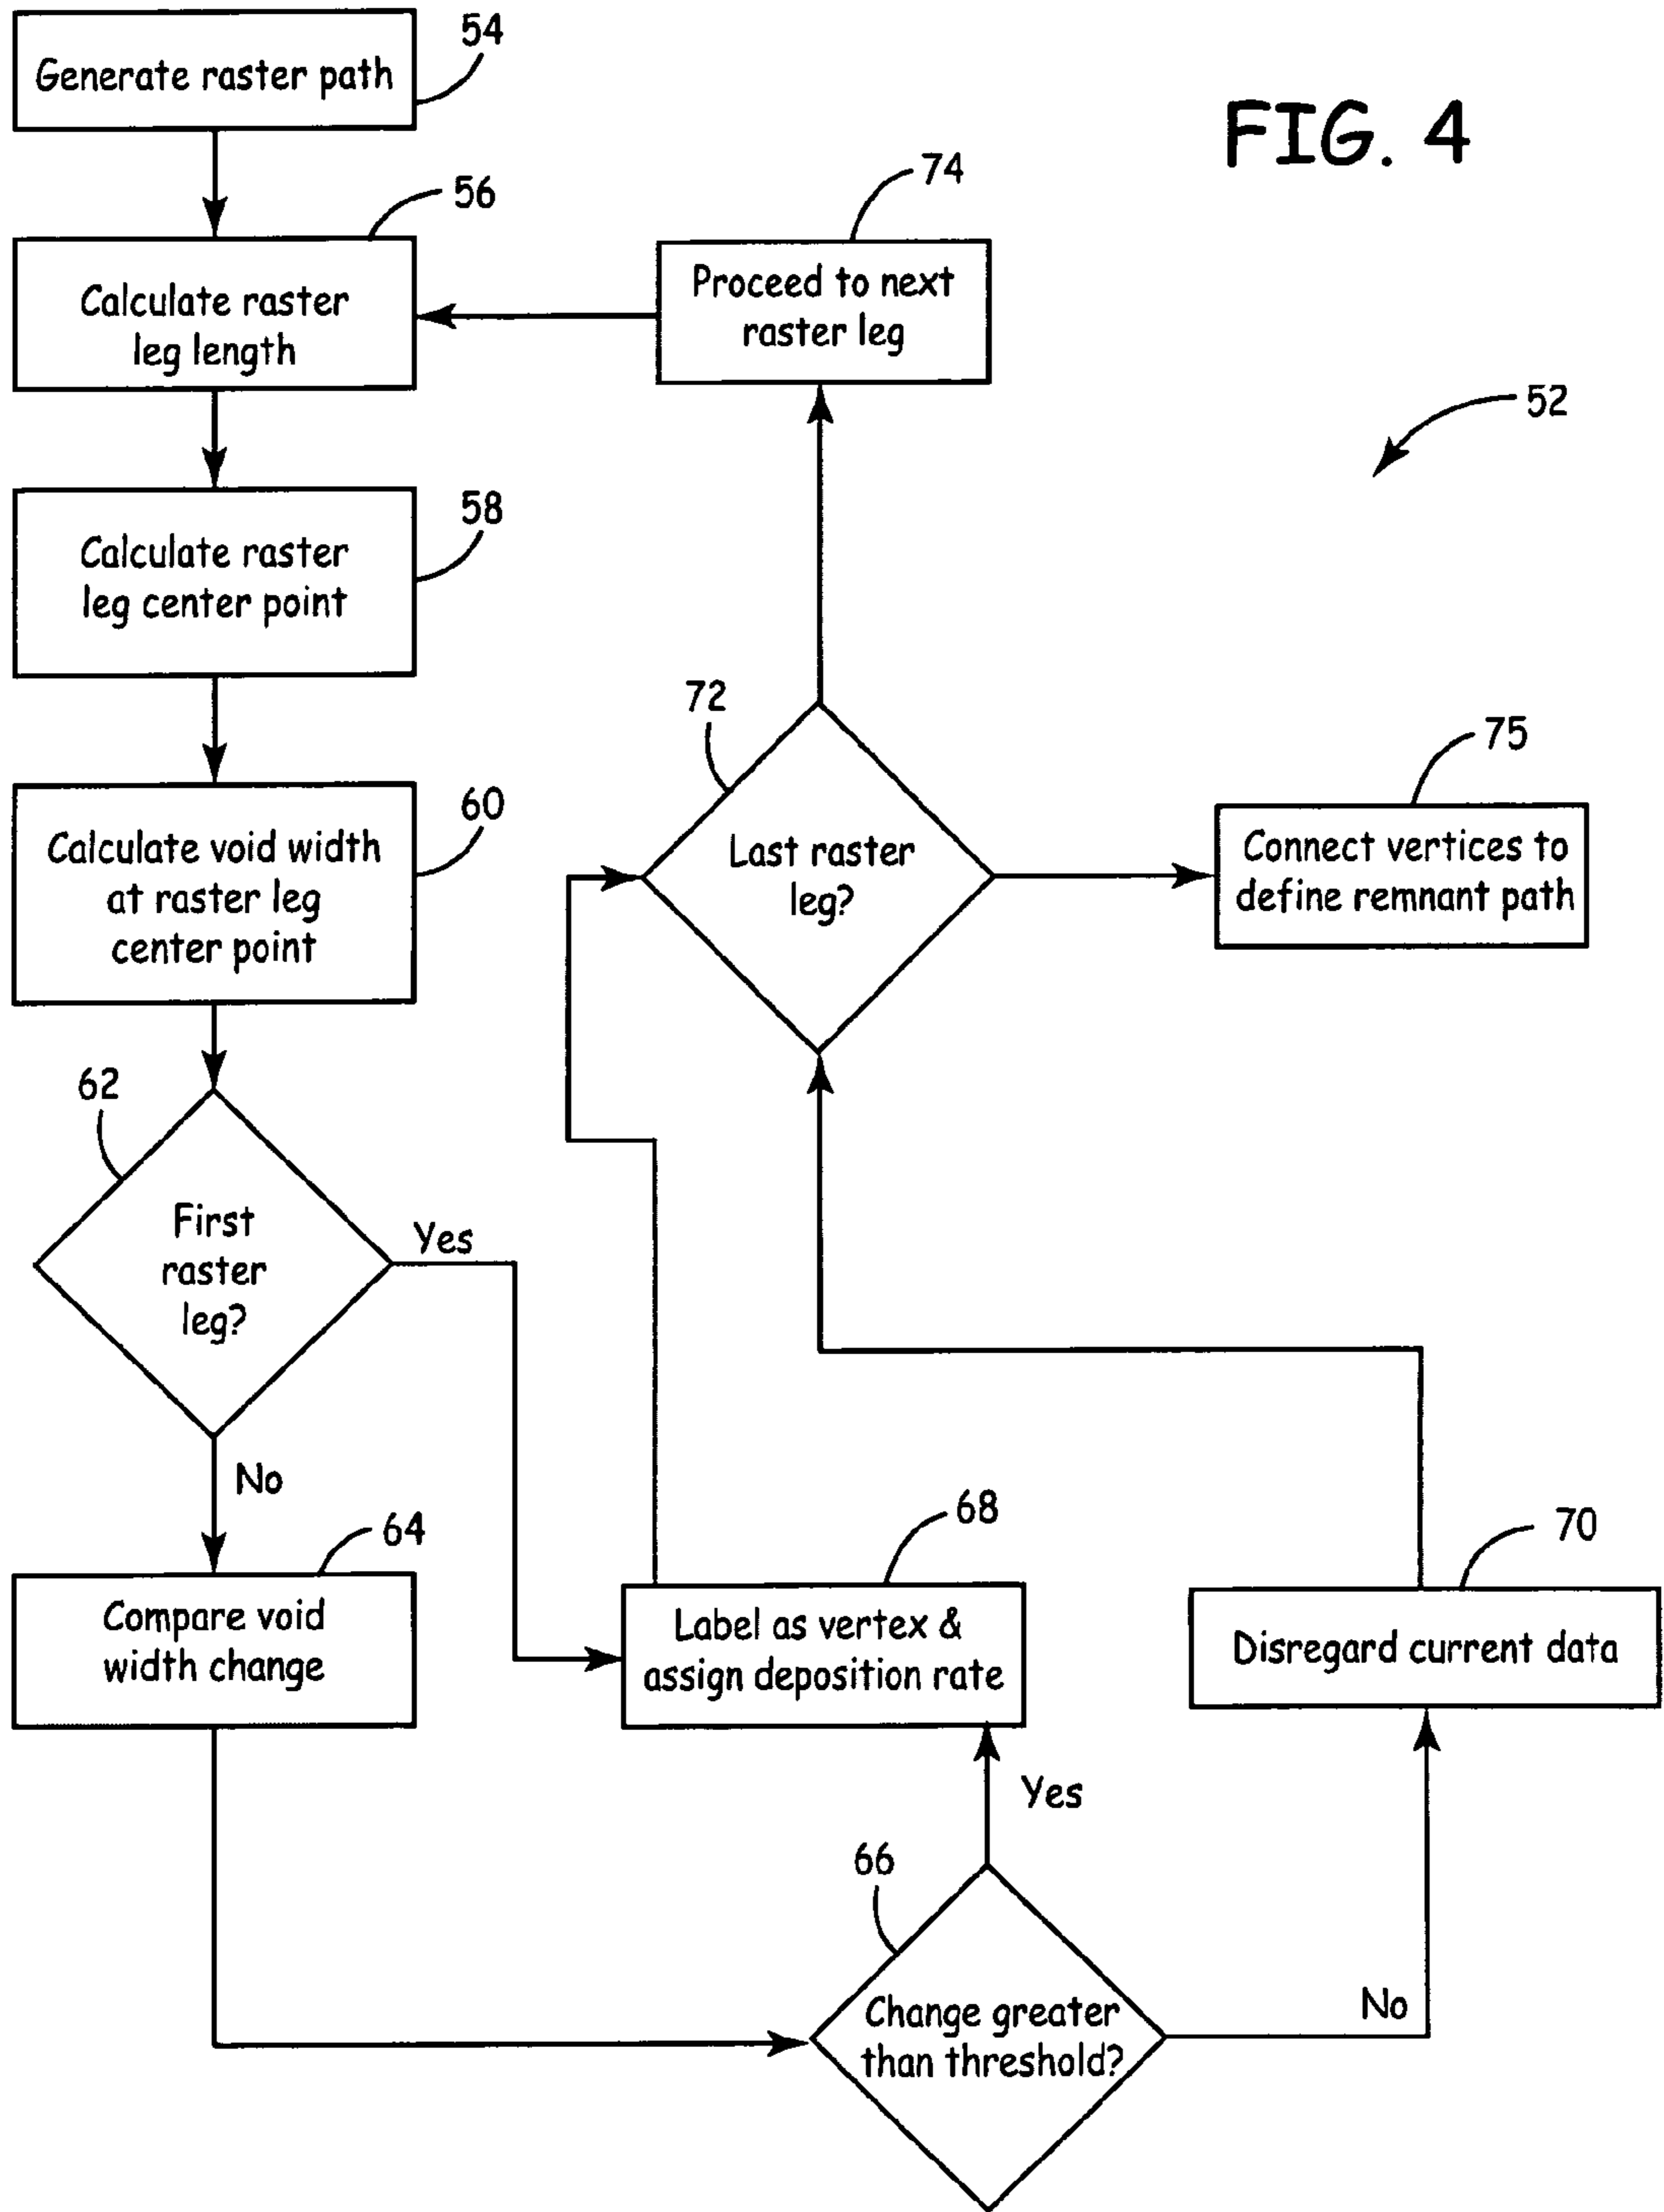 FIG. 4
52
54
Generate raster path
56
Calculate raster
leg length
74
Proceed to next
raster leg
58
Calculate raster
leg center point
60
Calculate void width
at raster leg
center point
72
Last raster
leg?
75
Connect vertices to
define remnant path
62
First
raster
leg?
Yes
No
64
Compare void
width change
68
Label as vertex &
assign deposition rate
70
Disregard current data
Yes
66
Change greater
than threshold?
No